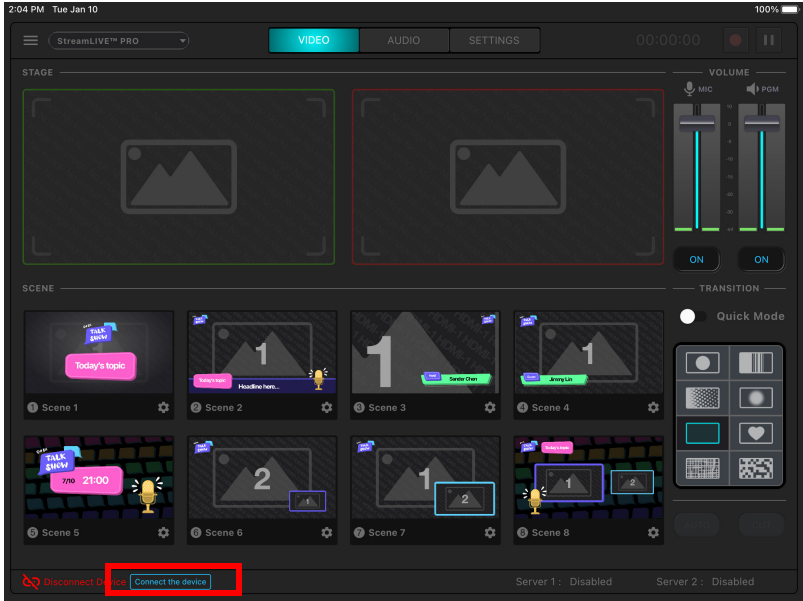 2:04 PM Tue Jan 10
100%
StreamLIVE™ PRO
VIDEO
AUDIO
SETTINGS
00:00:00
STAGE
VOLUME
MIC
PGM
SCENE
ON
ON
TRANSITION
Quick Mode
TALK
SHOW
Today's topic
1 Scene 1
1
Today's topic
Headline here...
2 Scene 2
1
Sander Chen
3 Scene 3
1
Jimmy Lin
4 Scene 4
TALK
SHOW
7/10 21:00
5 Scene 5
2
1
6 Scene 6
1
2
7 Scene 7
Today's topic
1
2
8 Scene 8
Disconnect Device
Connect the device
Server 1 : Disabled
Server 2 : Disabled